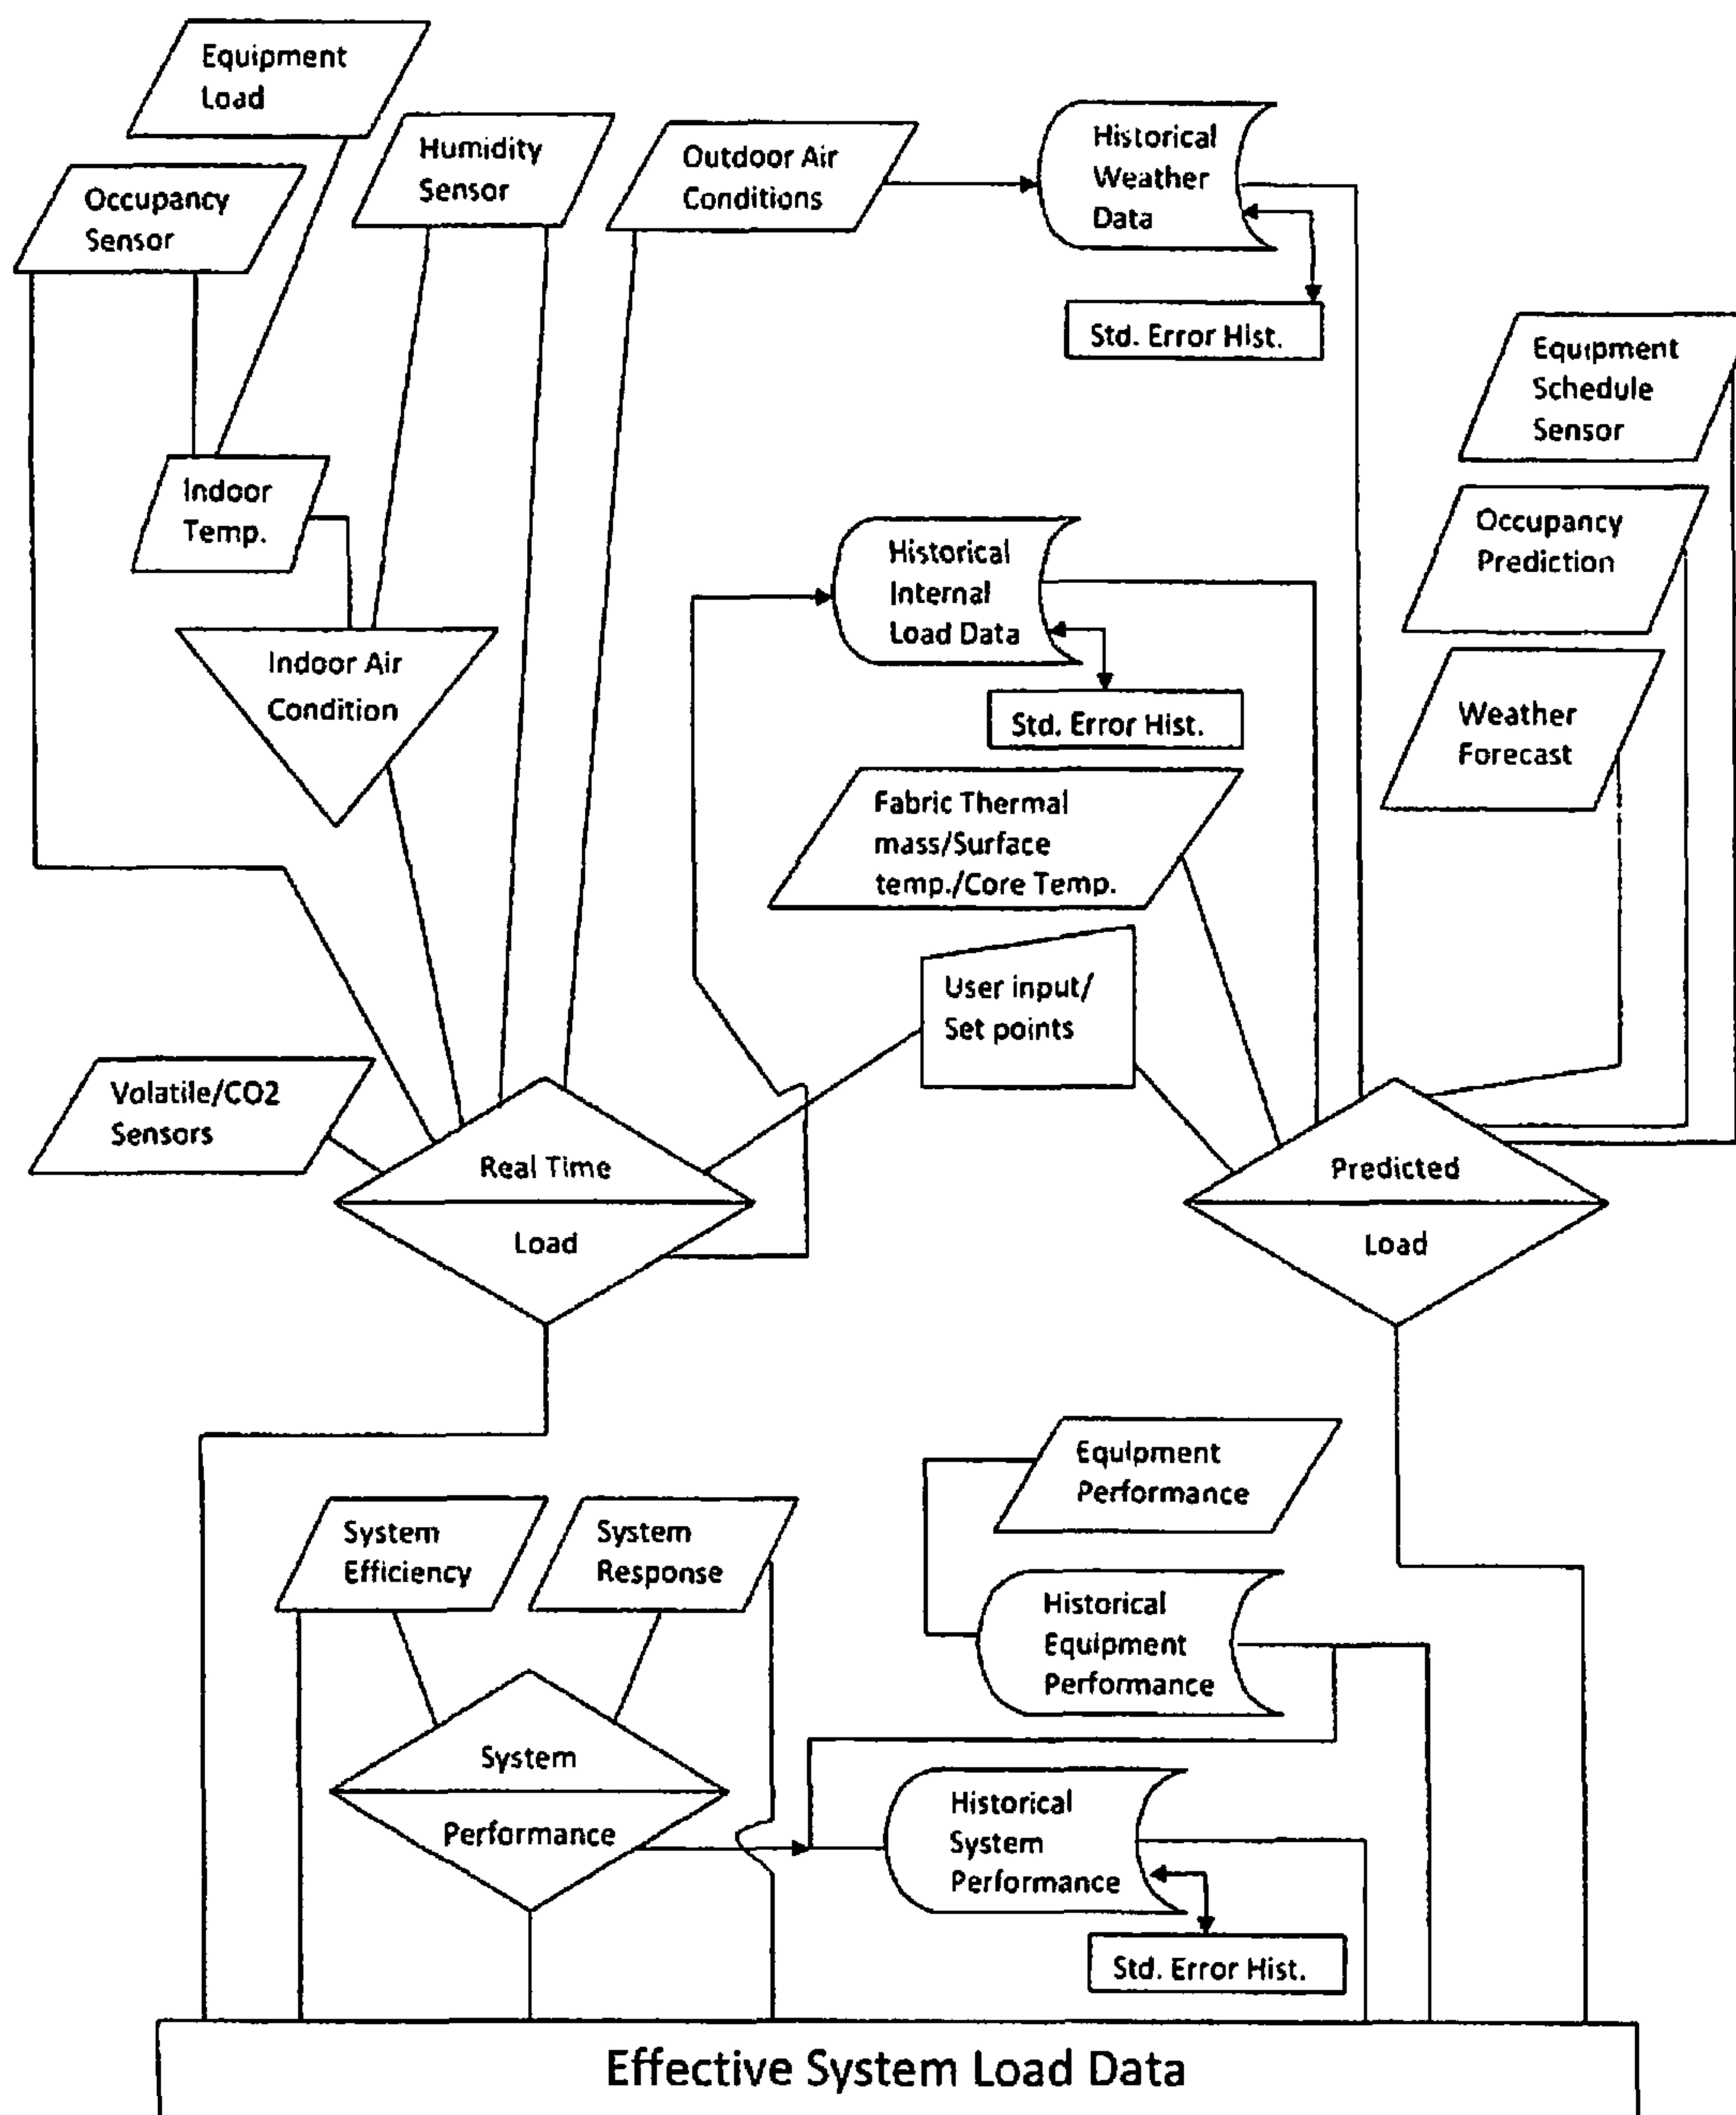 Equipment
Load
Occupancy
Sensor
Humidity
Sensor
Outdoor Air
Conditions
Historical
Weather
Data
Std. Error Hist.
Equipment
Schedule
Sensor
Indoor
Temp.
Occupancy
Prediction
Historical
Internal
Load Data
Std. Error Hist.
Indoor Air
Condition
Weather
Forecast
Fabric Thermal
mass/Surface
temp./Core Temp.
User input/
Set points
Volatile/CO2
Sensors
Real Time
Load
Predicted
Load
Equipment
Performance
System
Efficiency
System
Response
Historical
Equipment
Performance
System
Performance
Historical
System
Performance
Std. Error Hist.
Effective System Load Data